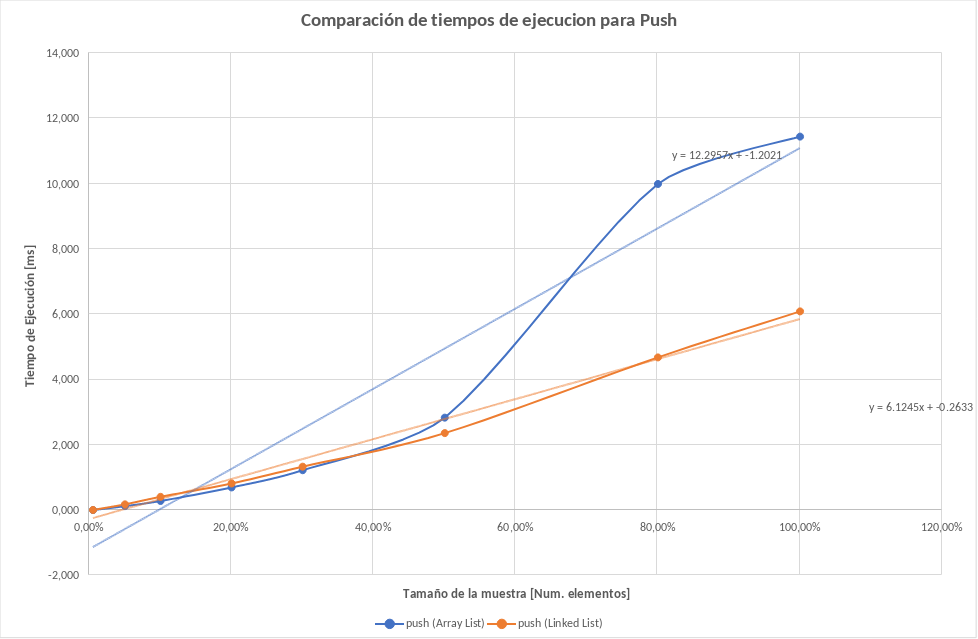 Comparación de tiempos de ejecucion para Push
14,000
12,000
10,000
8,000
6,000
4,000
2,000
0,000
-2,000
Tiempo de Ejecución [ms]
y = 12.2957x + -1.2021
y = 6.1245x + -0.2633
0,00% 20,00% 40,00% 60,00% 80,00% 100,00% 120,00%
Tamaño de la muestra [Num. elementos]
push (Array List) push (Linked List)